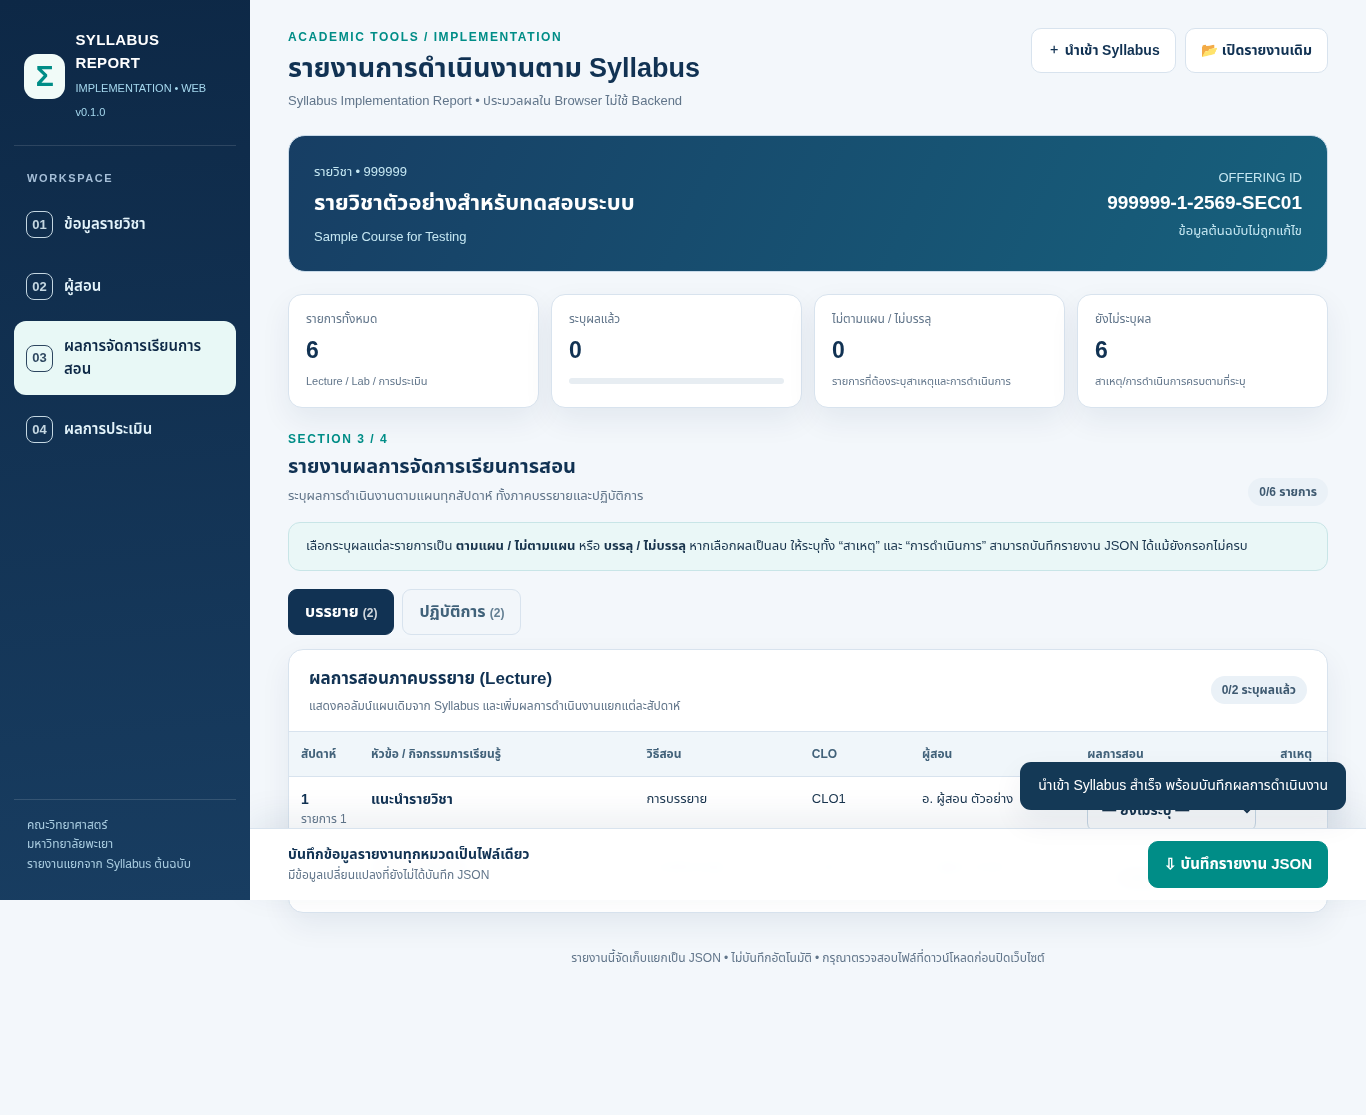 Σ
SYLLABUS
REPORT
IMPLEMENTATION • WEB
v0.1.0
WORKSPACE
01 ข้อมูลรายวิชา
02 ผู้สอน
03 ผลการจัดการเรียนการ
สอน
04 ผลการประเมิน
คณะวิทยาศาสตร์
มหาวิทยาลัยพะเยา
รายงานแยกจาก Syllabus ต้นฉบับ
ACADEMIC TOOLS / IMPLEMENTATION
รายงานการดำเนินงานตาม Syllabus
Syllabus Implementation Report • ประมวลผลใน Browser ไม่ใช้ Backend
+ นำเข้า Syllabus
📂 เปิดรายงานเดิม
รายวิชา • 999999
รายวิชาตัวอย่างสำหรับทดสอบระบบ
Sample Course for Testing
OFFERING ID
999999-1-2569-SEC01
ข้อมูลต้นฉบับไม่ถูกแก้ไข
รายการทั้งหมด
6
Lecture / Lab / การประเมิน
ระบุผลแล้ว
0
ไม่ตามแผน / ไม่บรรลุ
0
รายการที่ต้องระบุสาเหตุและการดำเนินการ
ยังไม่ระบุผล
6
สาเหตุ/การดำเนินการครบตามที่ระบุ
SECTION 3 / 4
รายงานผลการจัดการเรียนการสอน
ระบุผลการดำเนินงานตามแผนทุกสัปดาห์ ทั้งภาคบรรยายและปฏิบัติการ
0/6 รายการ
เลือกระบุผลแต่ละรายการเป็น ตามแผน / ไม่ตามแผน หรือ บรรลุ / ไม่บรรลุ หากเลือกผลเป็นลบ ให้ระบุทั้ง “สาเหตุ” และ “การดำเนินการ” สามารถบันทึกรายงาน JSON ได้แม้ยังกรอกไม่ครบ
บรรยาย (2)
ปฏิบัติการ (2)
ผลการสอนภาคบรรยาย (Lecture)
แสดงคอลัมน์แผนเดิมจาก Syllabus และเพิ่มผลการดำเนินงานแยกแต่ละสัปดาห์
0/2 ระบุผลแล้ว
สัปดาห์ หัวข้อ / กิจกรรมการเรียนรู้ วิธีสอน CLO ผู้สอน ผลการสอน สาเหตุ
1 แนะนำรายวิชา การบรรยาย CLO1 อ. ผู้สอน ตัวอย่าง
รายการ 1
นำเข้า Syllabus สำเร็จ พร้อมบันทึกผลการดำเนินงาน
บันทึกข้อมูลรายงานทุกหมวดเป็นไฟล์เดียว
มีข้อมูลเปลี่ยนแปลงที่ยังไม่ได้บันทึก JSON
⇩ บันทึกรายงาน JSON
รายงานนี้จัดเก็บแยกเป็น JSON • ไม่บันทึกอัตโนมัติ • กรุณาตรวจสอบไฟล์ที่ดาวน์โหลดก่อนปิดเว็บไซต์